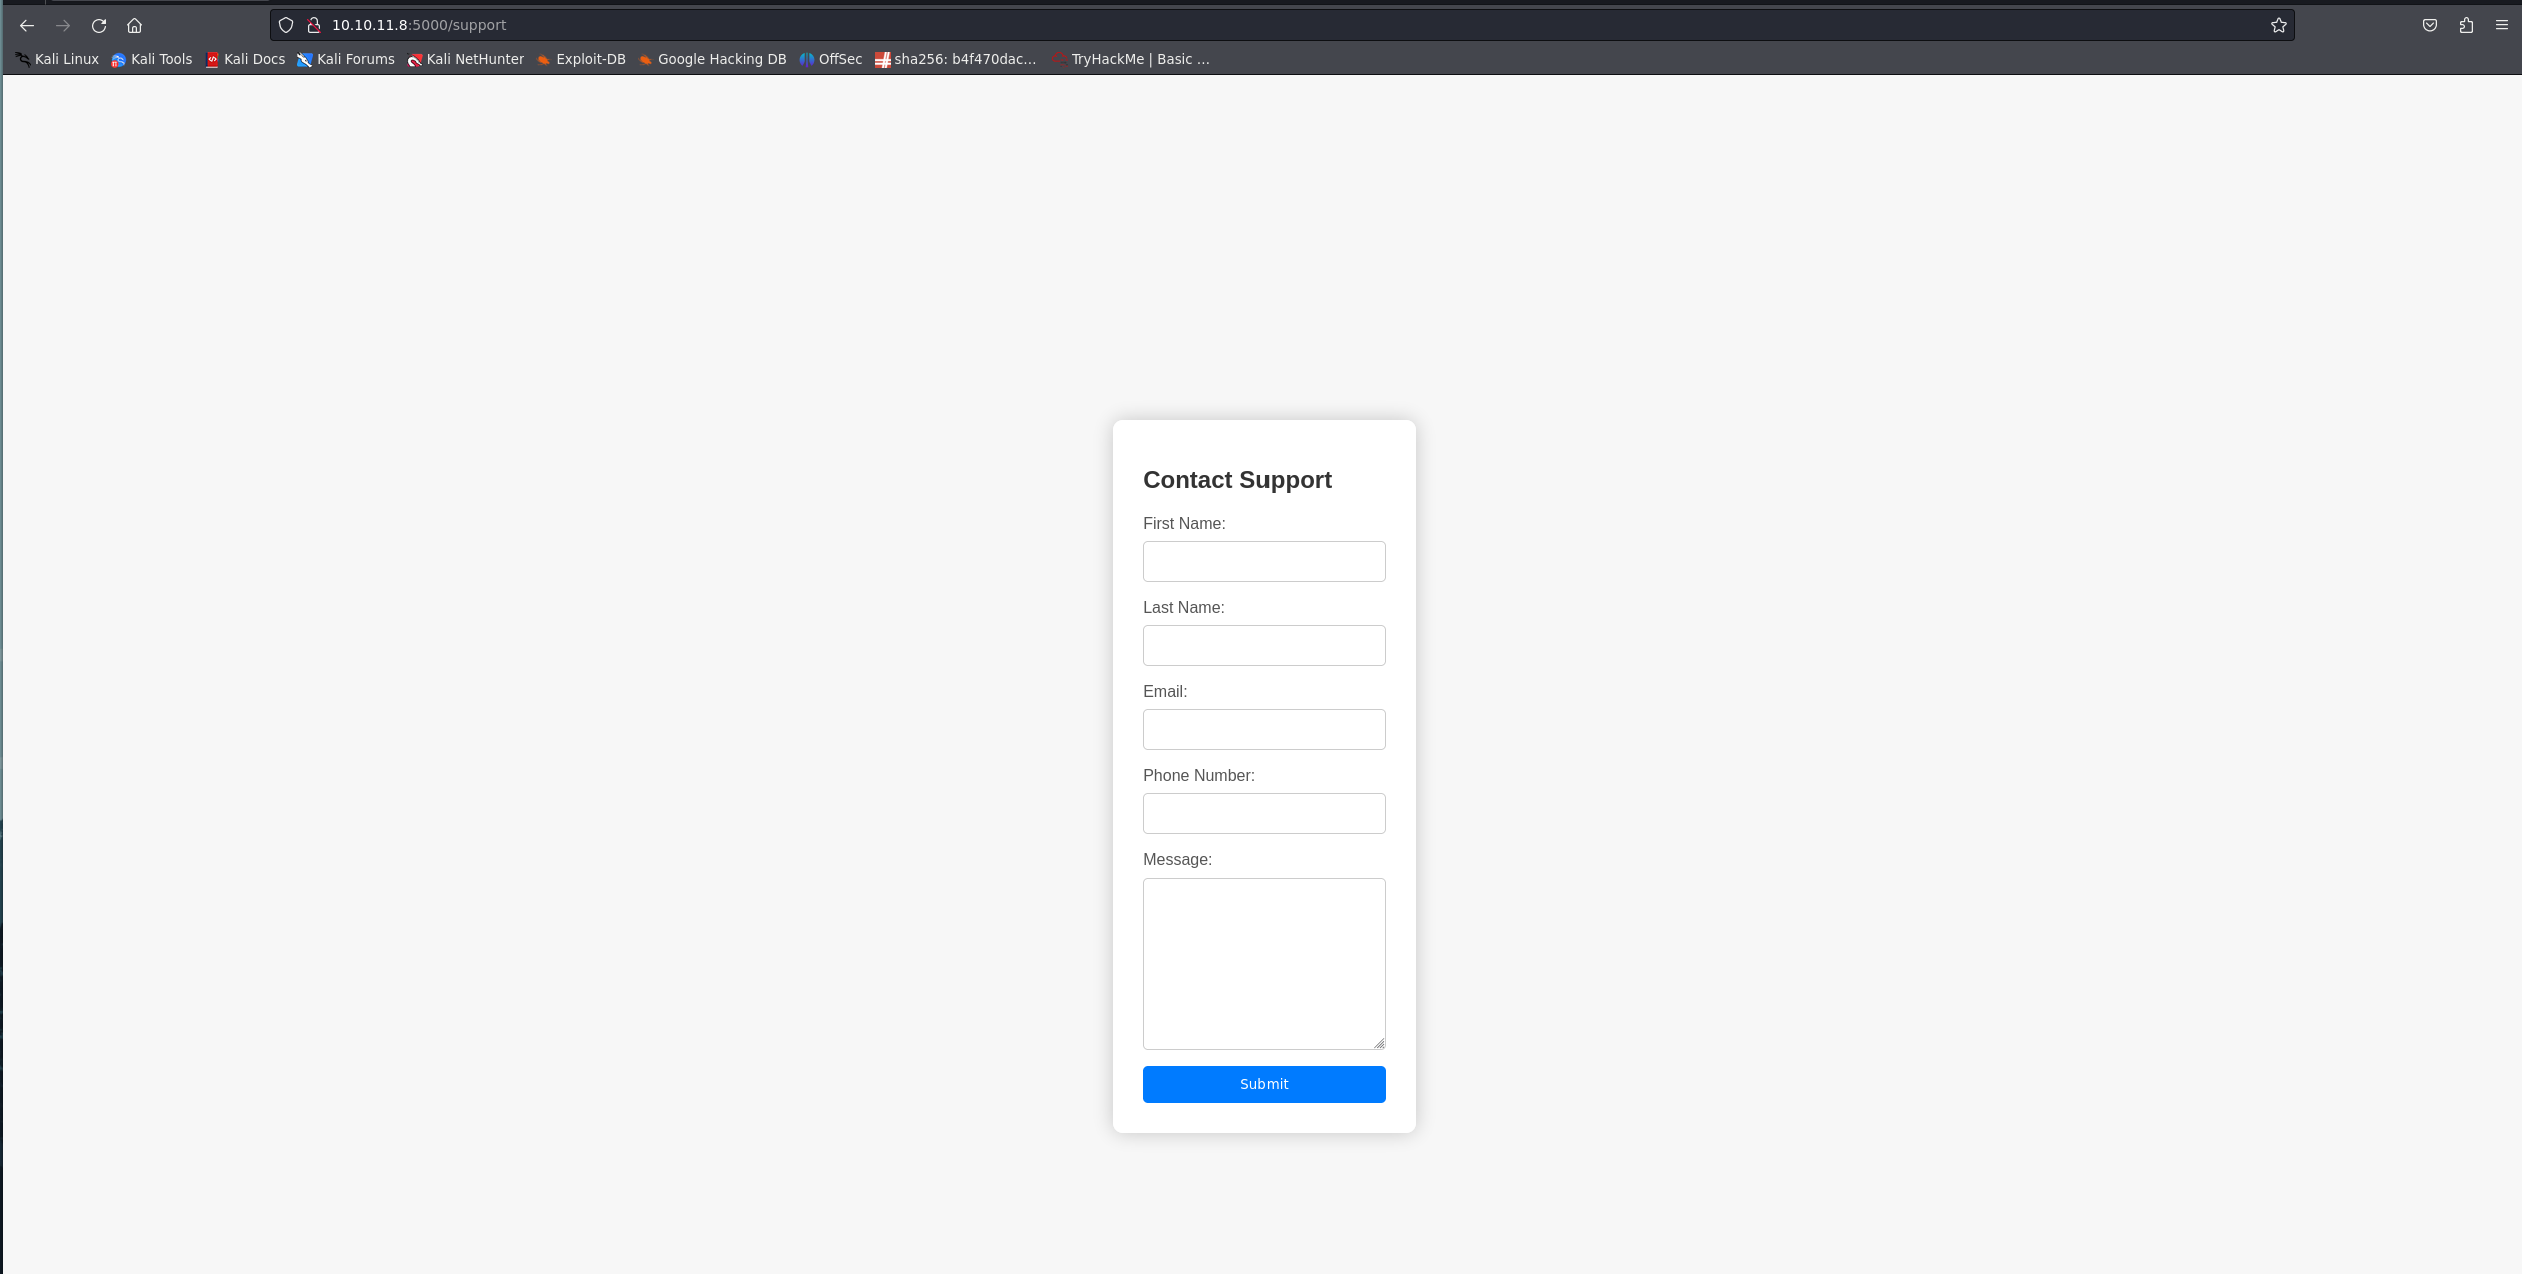 10.10.11.8:5000/support
Kali Linux Kali Tools Kali Docs Kali Forums Kali NetHunter Exploit-DB Google Hacking DB OffSec sha256: b4f470dac... TryHackMe | Basic ...
Contact Support
First Name:
Last Name:
Email:
Phone Number:
Message:
Submit